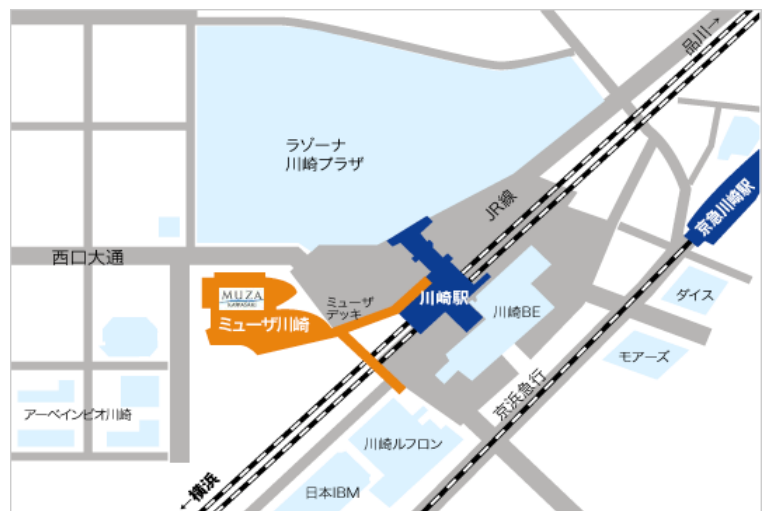 品川→
ラゾーナ
川崎プラザ
JR線
京急川崎駅
西口大通
MUZA
KAWASAKI
ミューザ川崎
ミューザ
デッキ
川崎駅
川崎BE
ダイス
モアーズ
京浜急行
アーベインビオ川崎
川崎ルフロン
日本IBM
←横浜